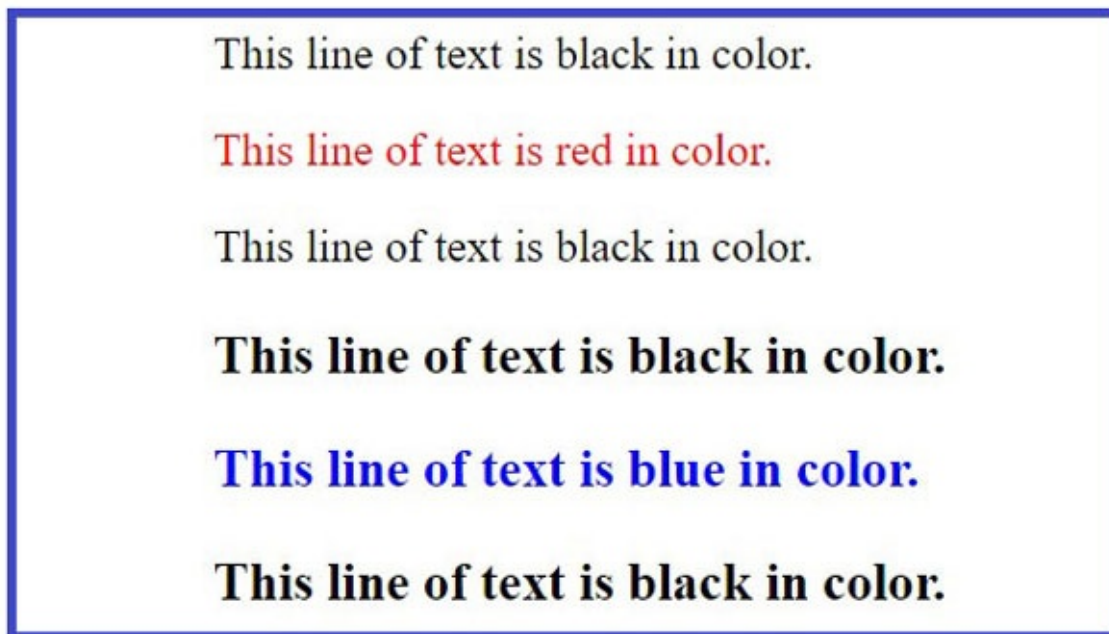 This line of text is black in color.
This line of text is red in color.
This line of text is black in color.
This line of text is black in color.
This line of text is blue in color.
This line of text is black in color.